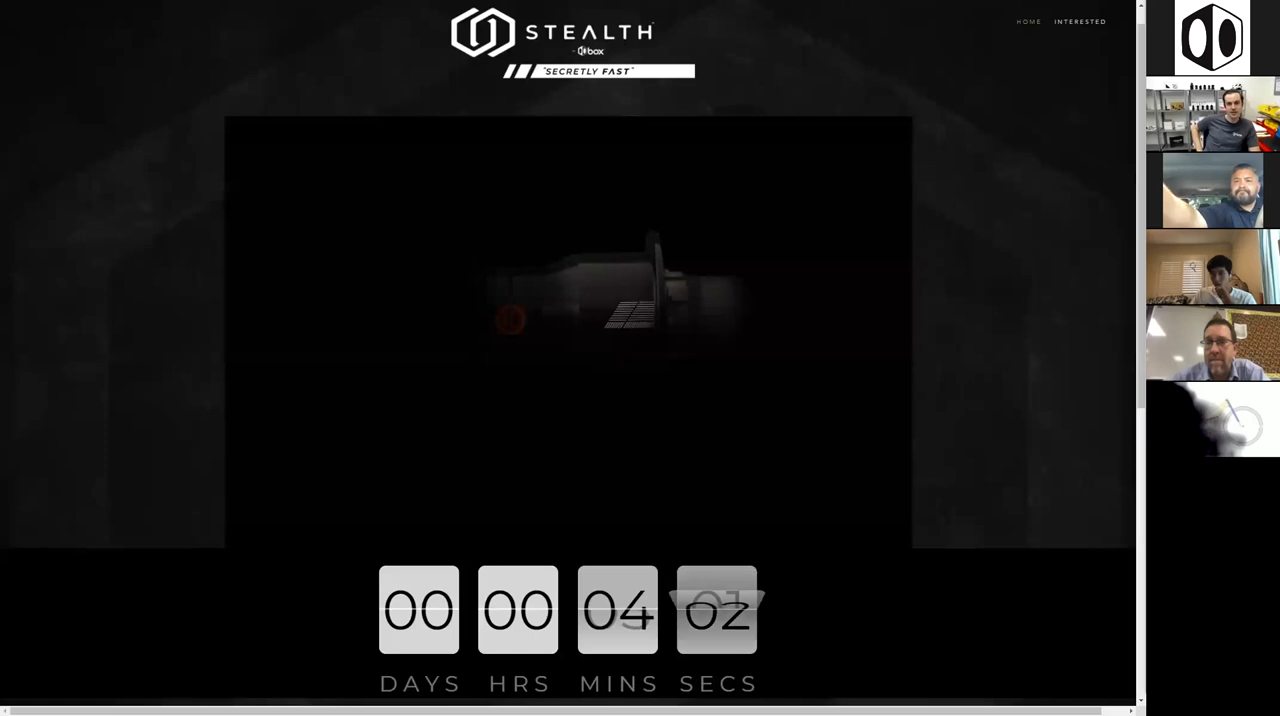 HOME INTERESTED
STEALTH
box
"SECRETLY FAST"
00 00 04 02
DAYS HRS MINS SECS